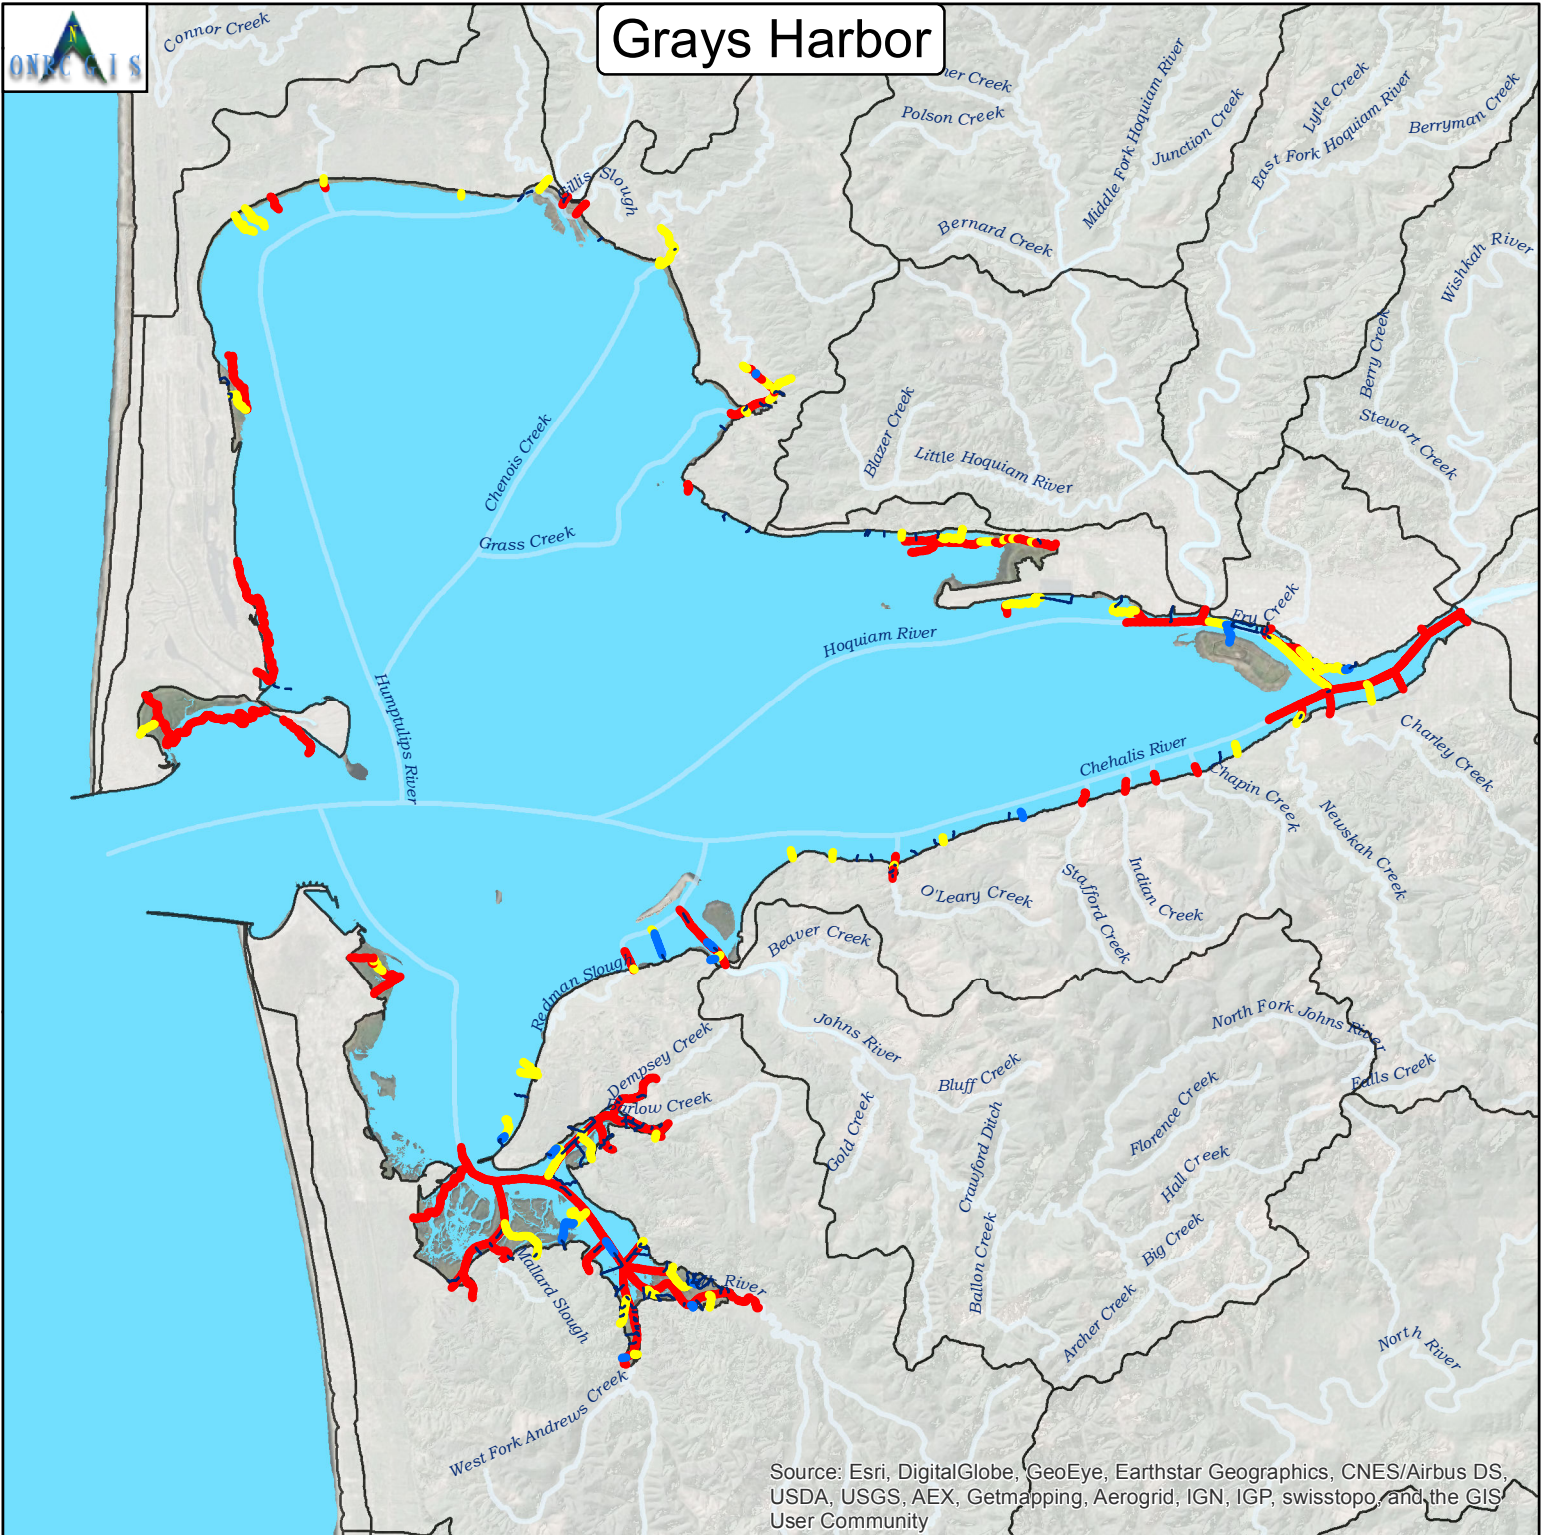 Grays Harbor
ONRC GIS
N
Connor Creek
ner Creek
Polson Creek
Middle Fork Hoquiam River
Junction Creek
Lytle Creek
East Fork Hoquiam River
Berryman Creek
illis Slough
Bernard Creek
Wishkah River
Berry Creek
Stewart Creek
Blazer Creek
Little Hoquiam River
Chenois Creek
Grass Creek
Fry Creek
Hoquiam River
Humptulips River
Chehalis River
Charley Creek
Chapin Creek
Newskah Creek
Indian Creek
Stafford Creek
O'Leary Creek
Beaver Creek
Redman Slough
Johns River
North Fork Johns River
Falls Creek
Dempsey Creek
arlow Creek
Bluff Creek
Gold Creek
Florence Creek
Crawford Ditch
Hall Creek
Big Creek
Ballon Creek
Archer Creek
Mallard Slough
River
North River
West Fork Andrews Creek
Source: Esri, DigitalGlobe, GeoEye, Earthstar Geographics, CNES/Airbus DS,
USDA, USGS, AEX, Getmapping, Aerogrid, IGN, IGP, swisstopo, and the GIS
User Community